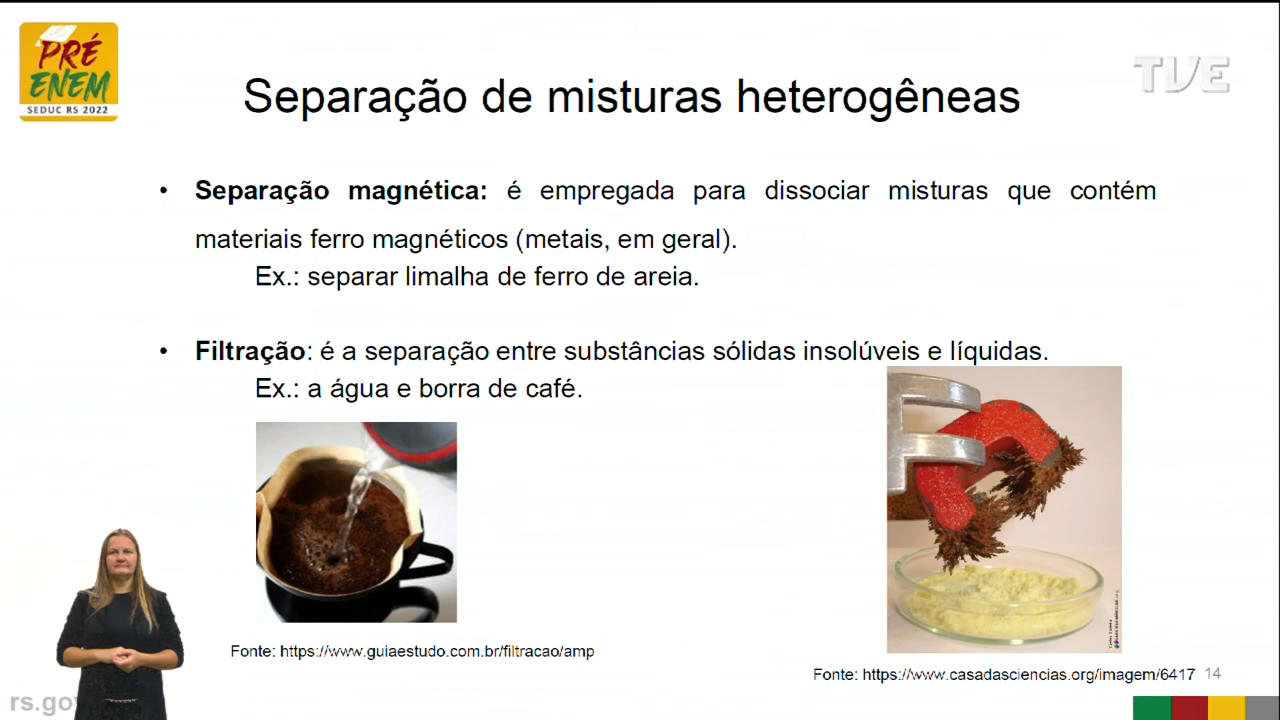 PRÉ
ENEM
SEDUC RS 2022
TVE
Separação de misturas heterogêneas
• Separação magnética: é empregada para dissociar misturas que contém
materiais ferro magnéticos (metais, em geral).
Ex.: separar limalha de ferro de areia.
• Filtração: é a separação entre substâncias sólidas insolúveis e líquidas.
Ex.: a água e borra de café.
Fonte: https://www.guiaestudo.com.br/filtracao/amp
Fonte: https://www.casadasciencias.org/imagem/6417
14
rs.go